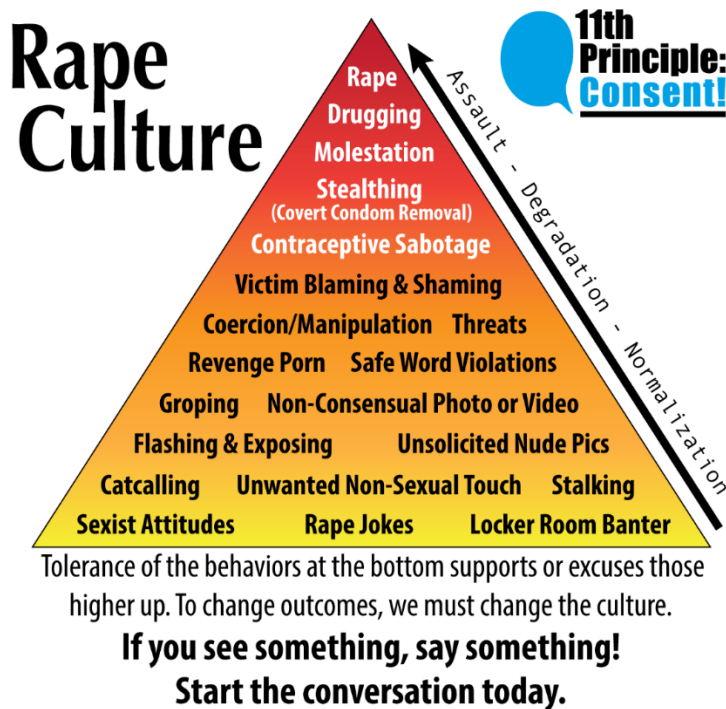 Rape
Culture
11th
Principle:
Consent!
Assault - Degradation - Normalization
Rape
Drugging
Molestation
Stealthing
(Covert Condom Removal)
Contraceptive Sabotage
Victim Blaming & Shaming
Coercion/Manipulation Threats
Revenge Porn Safe Word Violations
Groping Non-Consensual Photo or Video
Flashing & Exposing Unsolicited Nude Pics
Catcalling Unwanted Non-Sexual Touch Stalking
Sexist Attitudes Rape Jokes Locker Room Banter
Tolerance of the behaviors at the bottom supports or excuses those
higher up. To change outcomes, we must change the culture.
If you see something, say something!
Start the conversation today.